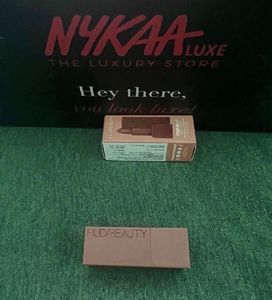 NYKAA LUXE
THE LUXURY STORE
Hey there,
you look luxe!
HUDABEAUTY